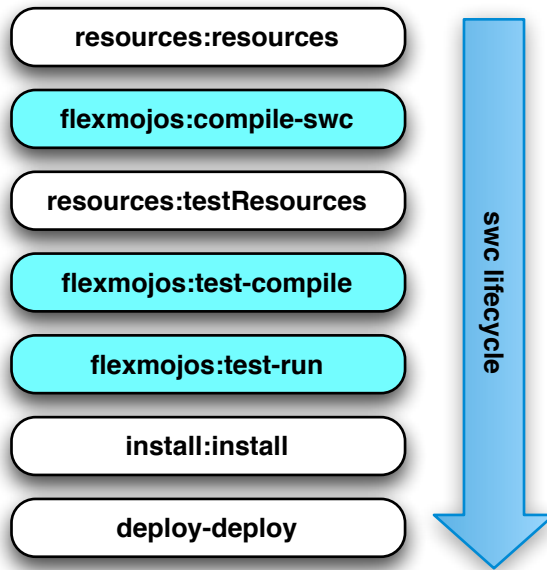 resources:resources
flexmojos:compile-swc
resources:testResources
flexmojos:test-compile
flexmojos:test-run
install:install
deploy-deploy
swc lifecycle